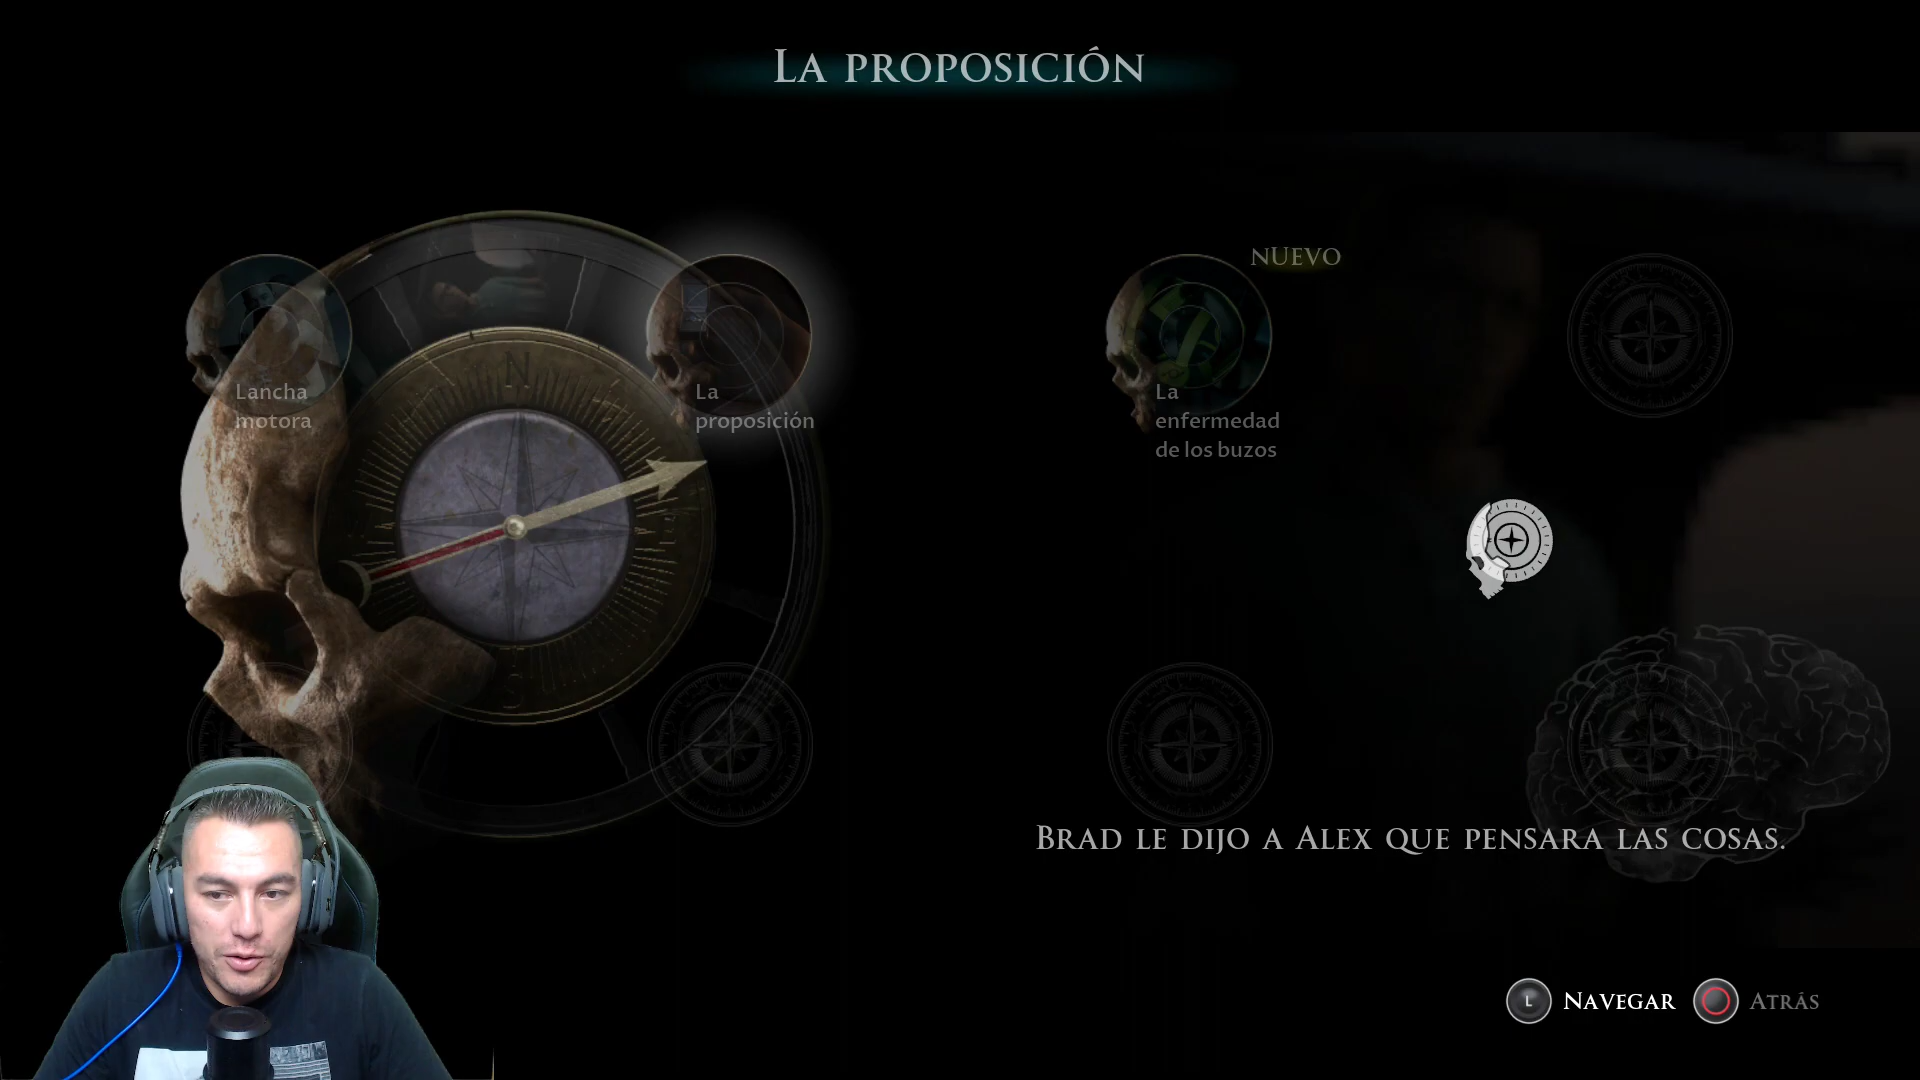 La proposición
NUEVO
Lancha
motora
La
proposición
La
enfermedad
de los buzos
N
S
Brad le dijo a Alex que pensara las cosas.
L
Navegar
Atrás